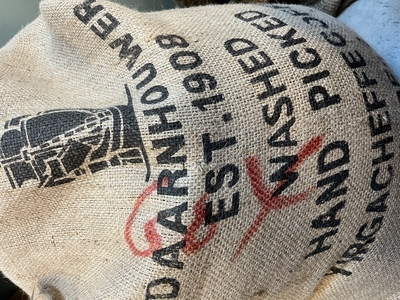 DAARNHOUWER
EST. 1908
WASHED
HAND PICKED
YIRGACHEFFE